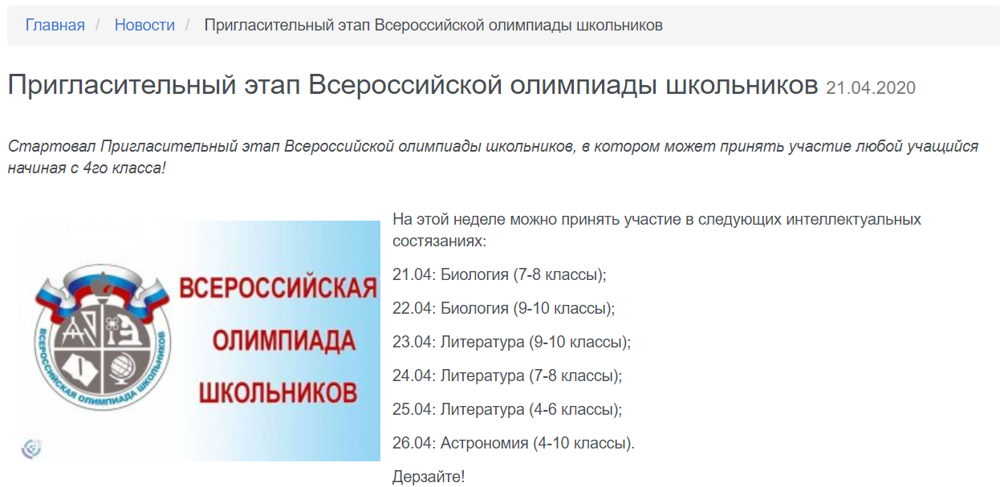 Главная / Новости / Пригласительный этап Всероссийской олимпиады школьников
Пригласительный этап Всероссийской олимпиады школьников 21.04.2020
Стартовал Пригласительный этап Всероссийской олимпиады школьников, в котором может принять участие любой учащийся
начиная с 4го класса!
ВСЕРОССИЙСКАЯ
ОЛИМПИАДА
ШКОЛЬНИКОВ
ВСЕРОССИЙСКАЯ ОЛИМПИАДА ШКОЛЬНИКОВ
На этой неделе можно принять участие в следующих интеллектуальных
состязаниях:
21.04: Биология (7-8 классы);
22.04: Биология (9-10 классы);
23.04: Литература (9-10 классы);
24.04: Литература (7-8 классы);
25.04: Литература (4-6 классы);
26.04: Астрономия (4-10 классы).
Дерзайте!